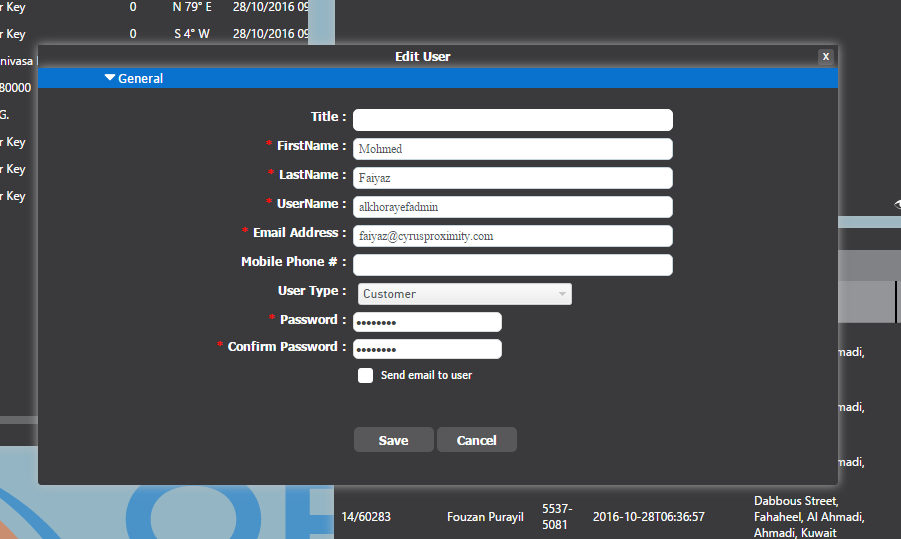 r Key 0 N 79° E 28/10/2016 09
r Key 0 S 4° W 28/10/2016 09
nivasa
80000
G.
r Key
r Key
r Key
Edit User x
General
Title :
* FirstName : Mohmed
* LastName : Faiyaz
* UserName : alkhorayefadmin
* Email Address : faiyaz@cyrusproximity.com
Mobile Phone # :
User Type : Customer
* Password : ••••••••
* Confirm Password : ••••••••
Send email to user
Save Cancel
madi,
madi,
madi,
14/60283 Fouzan Purayil 5537-5081 2016-10-28T06:36:57 Dabbous Street,
Fahaheel, Al Ahmadi,
Ahmadi, Kuwait